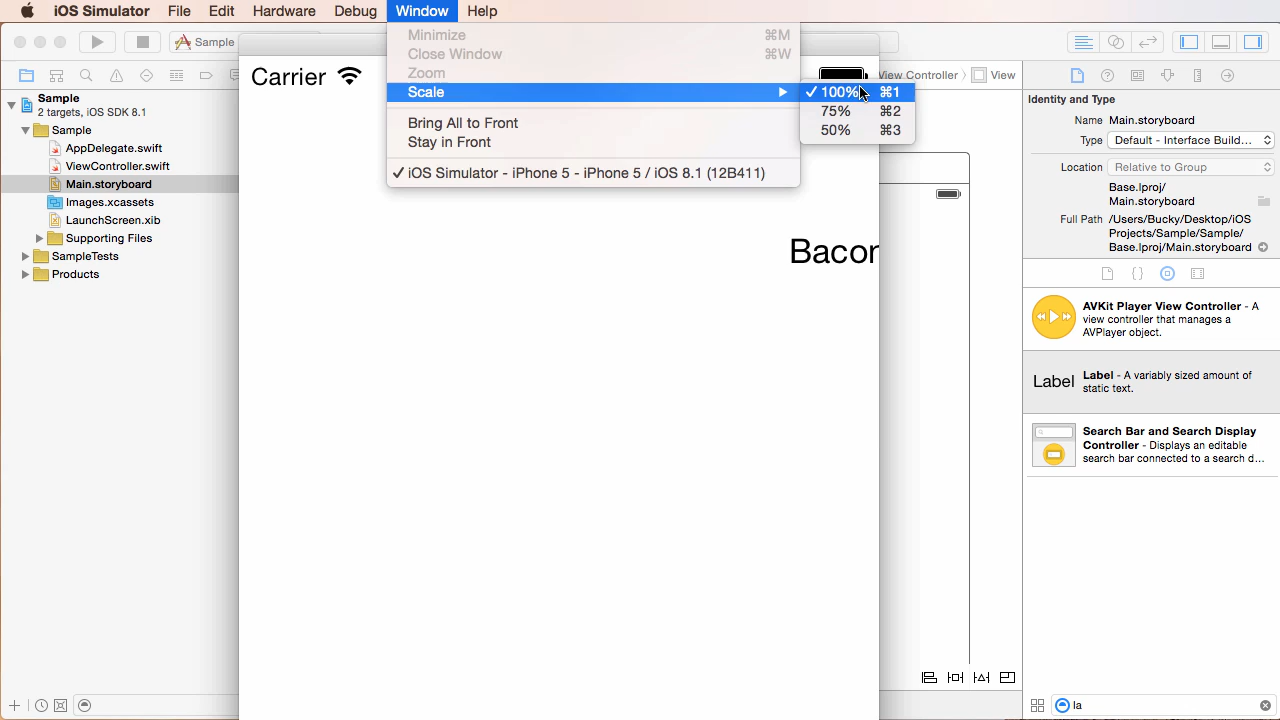 iOS Simulator File Edit Hardware Debug Window Help
Sample
Minimize ⌘M
Close Window ⌘W
Zoom
Scale
✓ 100% ⌘1
75% ⌘2
50% ⌘3
Bring All to Front
Stay in Front
✓ iOS Simulator - iPhone 5 - iPhone 5 / iOS 8.1 (12B411)
Carrier
Bacon
View Controller
View
Sample
2 targets, iOS SDK 8.1
Sample
AppDelegate.swift
ViewController.swift
Main.storyboard
Images.xcassets
LaunchScreen.xib
Supporting Files
SampleTests
Products
Identity and Type
Name Main.storyboard
Type Default - Interface Build...
Location Relative to Group
Base.lproj/
Main.storyboard
Full Path /Users/Bucky/Desktop/iOS
Projects/Sample/Sample/
Base.lproj/Main.storyboard
AVKit Player View Controller - A
view controller that manages a
AVPlayer object.
Label
Label - A variably sized amount of
static text.
Search Bar and Search Display
Controller - Displays an editable
search bar connected to a search d...
la